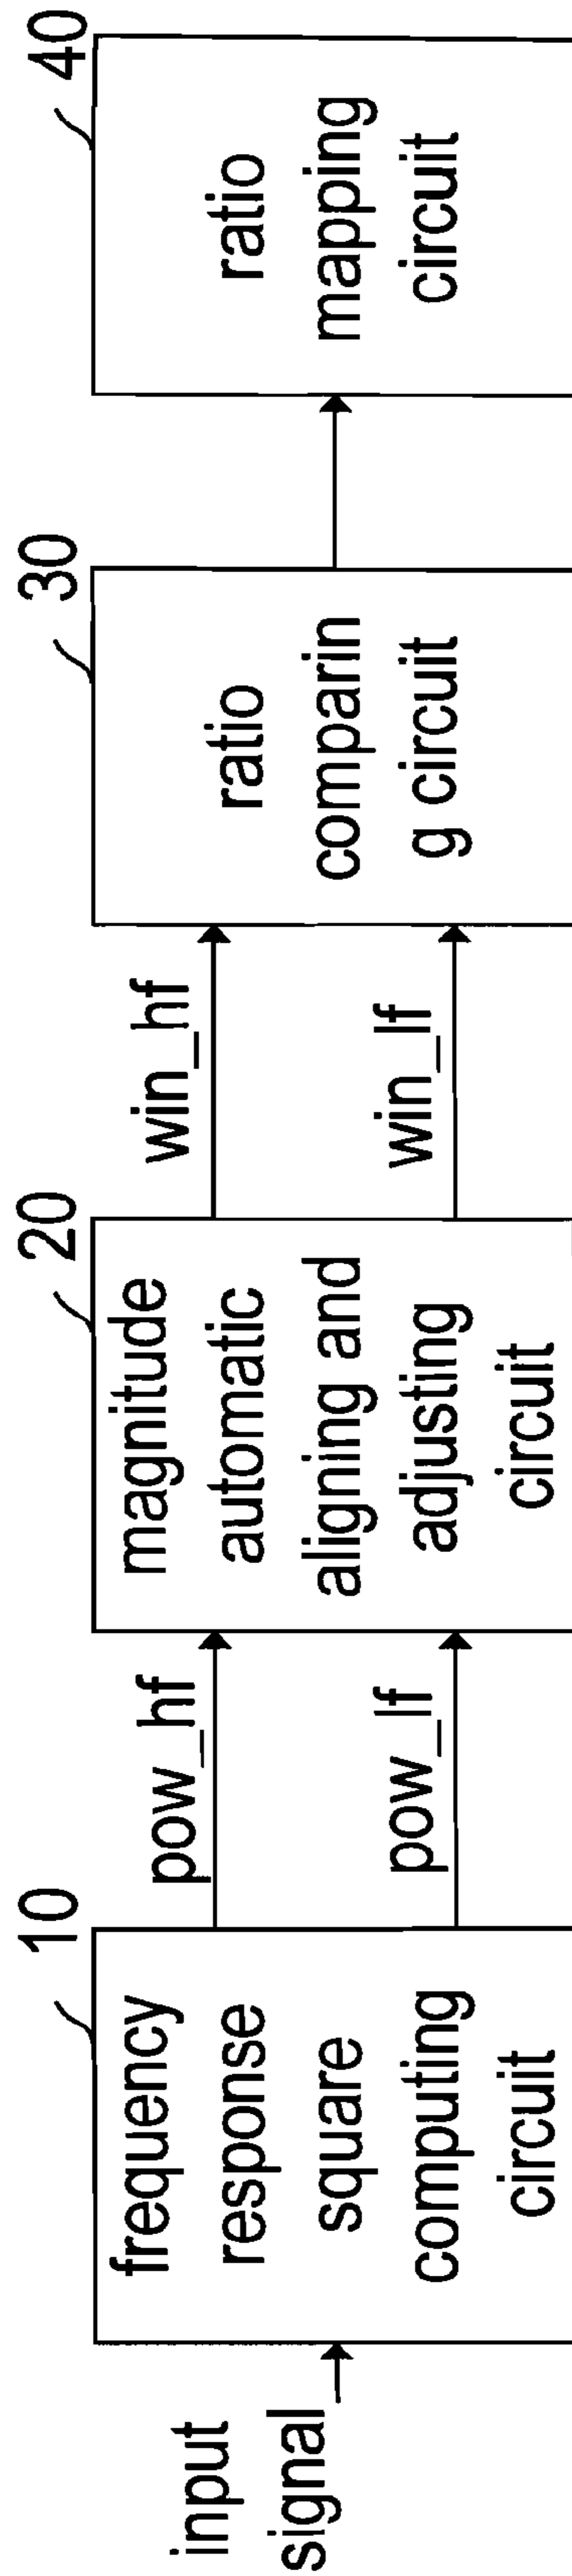 input
signal
10
frequency
response
square
computing
circuit
pow_hf
pow_lf
20
magnitude
automatic
aligning and
adjusting
circuit
win_hf
win_lf
30
ratio
comparin
g circuit
40
ratio
mapping
circuit